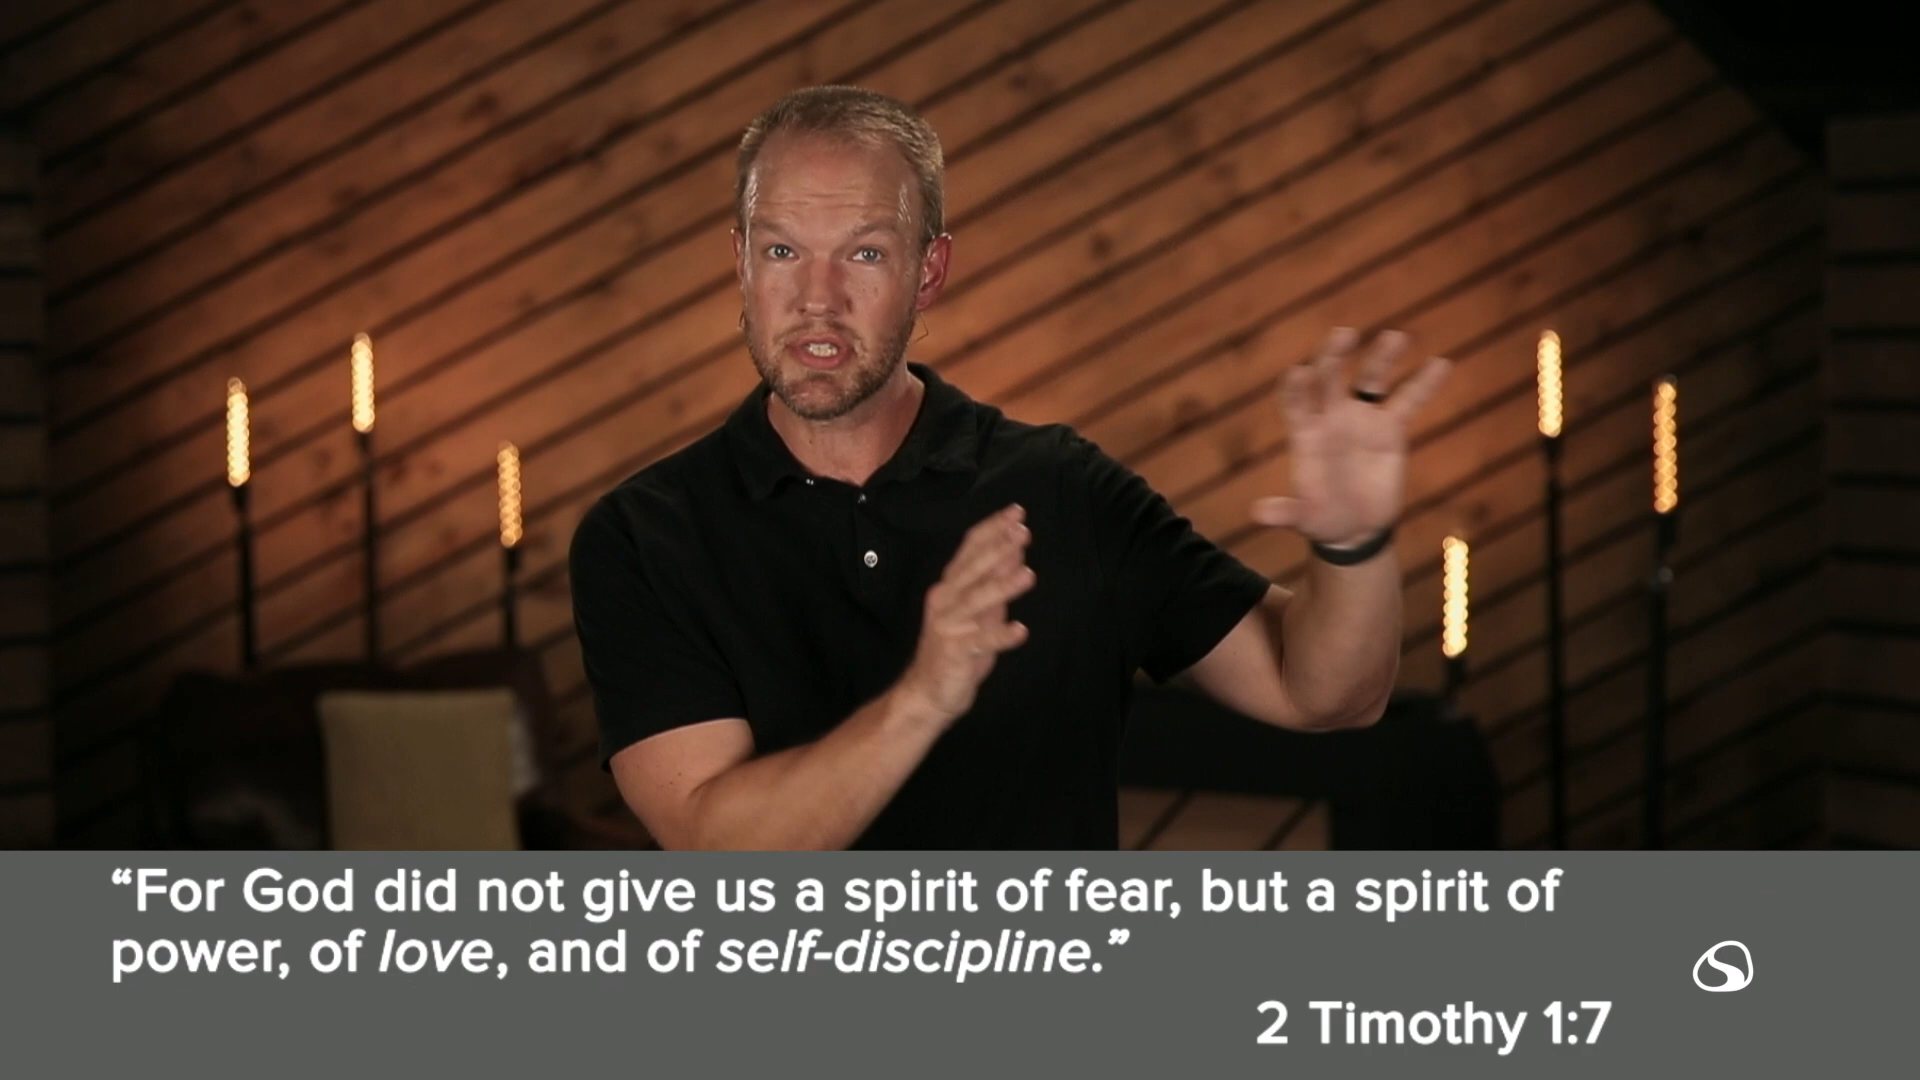 “For God did not give us a spirit of fear, but a spirit of
power, of love, and of self-discipline.”
2 Timothy 1:7